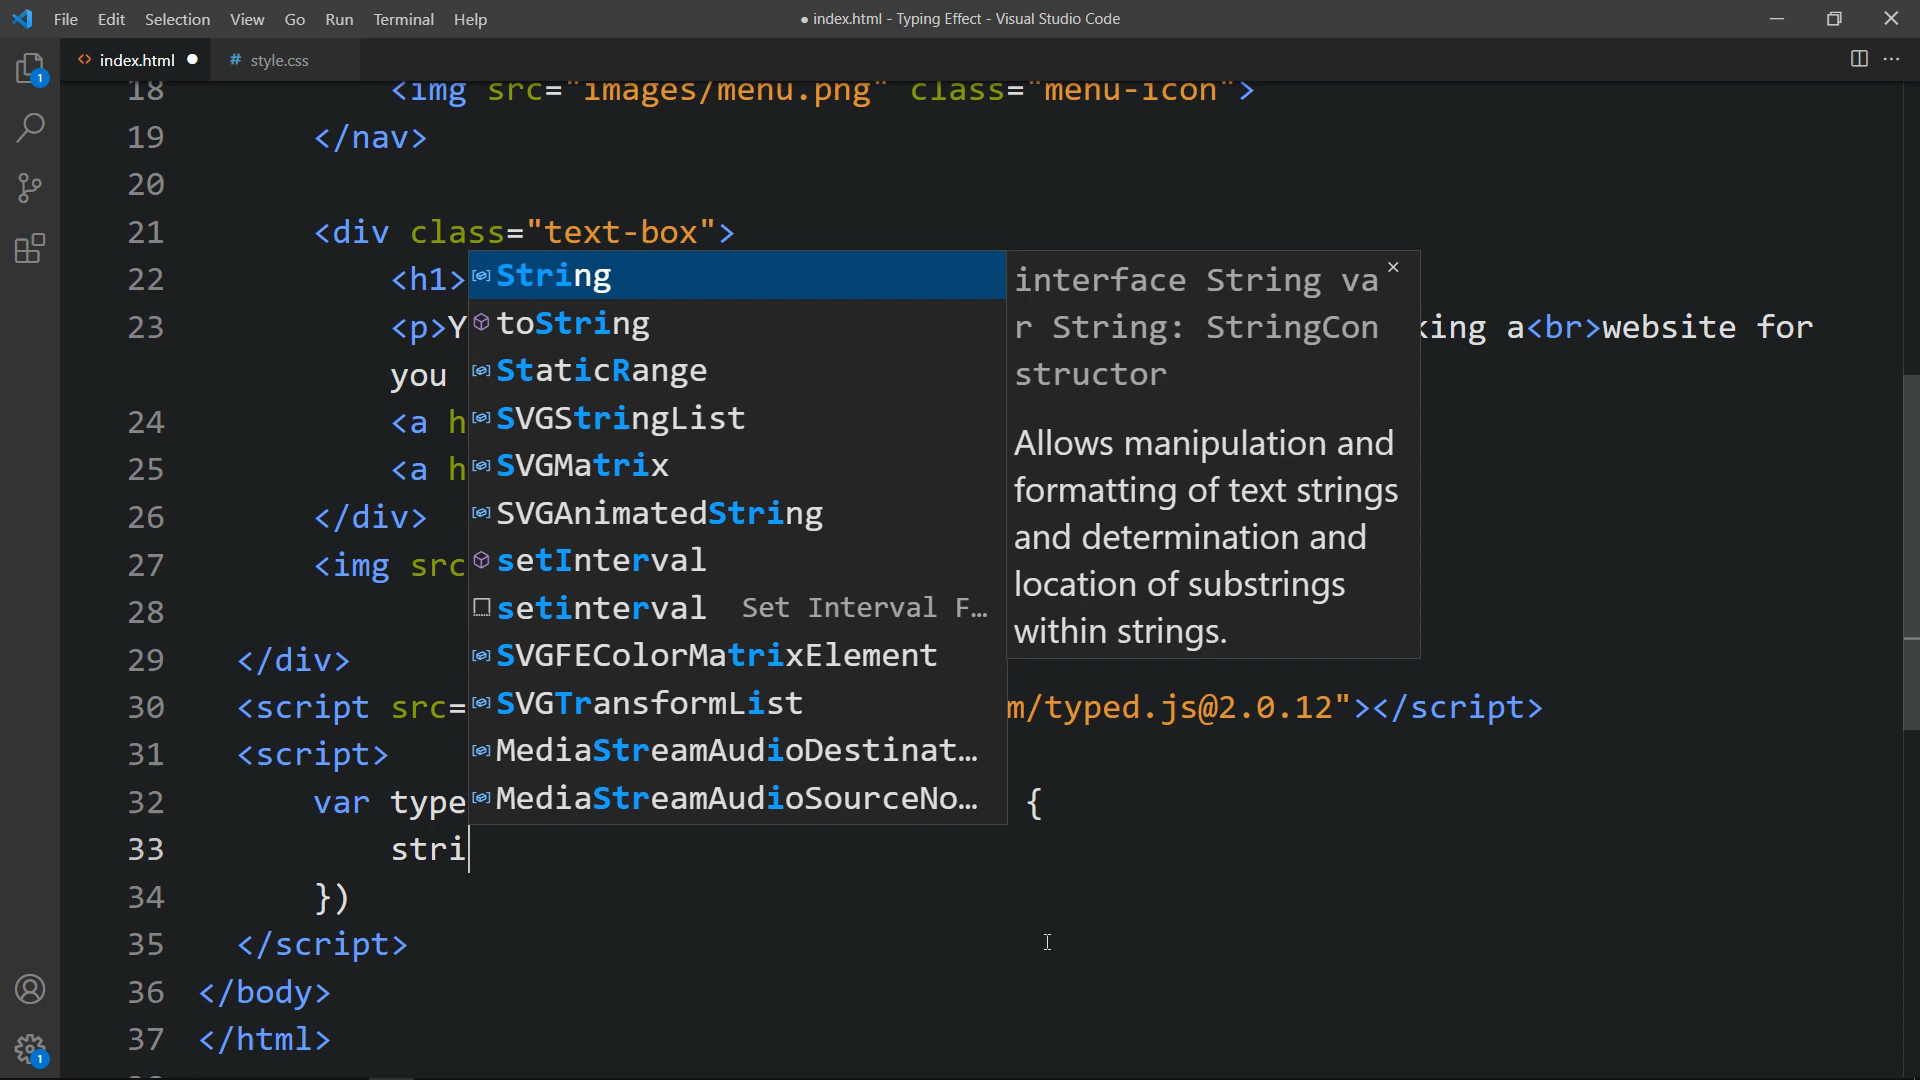 File Edit Selection View Go Run Terminal Help
● index.html - Typing Effect - Visual Studio Code
<> index.html ●
# style.css
18 <img src="images/menu.png" class="menu-icon">
19 </nav>
20
21 <div class="text-box">
22 <h1>
23 <p>Y king a<br>website for
you
24 <a h
25 <a h
26 </div>
27 <img src
28
29 </div>
30 <script src= m/typed.js@2.0.12"></script>
31 <script>
32 var type {
33 stri
34 })
35 </script>
36 </body>
37 </html>
String
toString
StaticRange
SVGStringList
SVGMatrix
SVGAnimatedString
setInterval
setinterval Set Interval F…
SVGFEColorMatrixElement
SVGTransformList
MediaStreamAudioDestinat…
MediaStreamAudioSourceNo…
interface String va
r String: StringCon
structor
Allows manipulation and
formatting of text strings
and determination and
location of substrings
within strings.
1
1